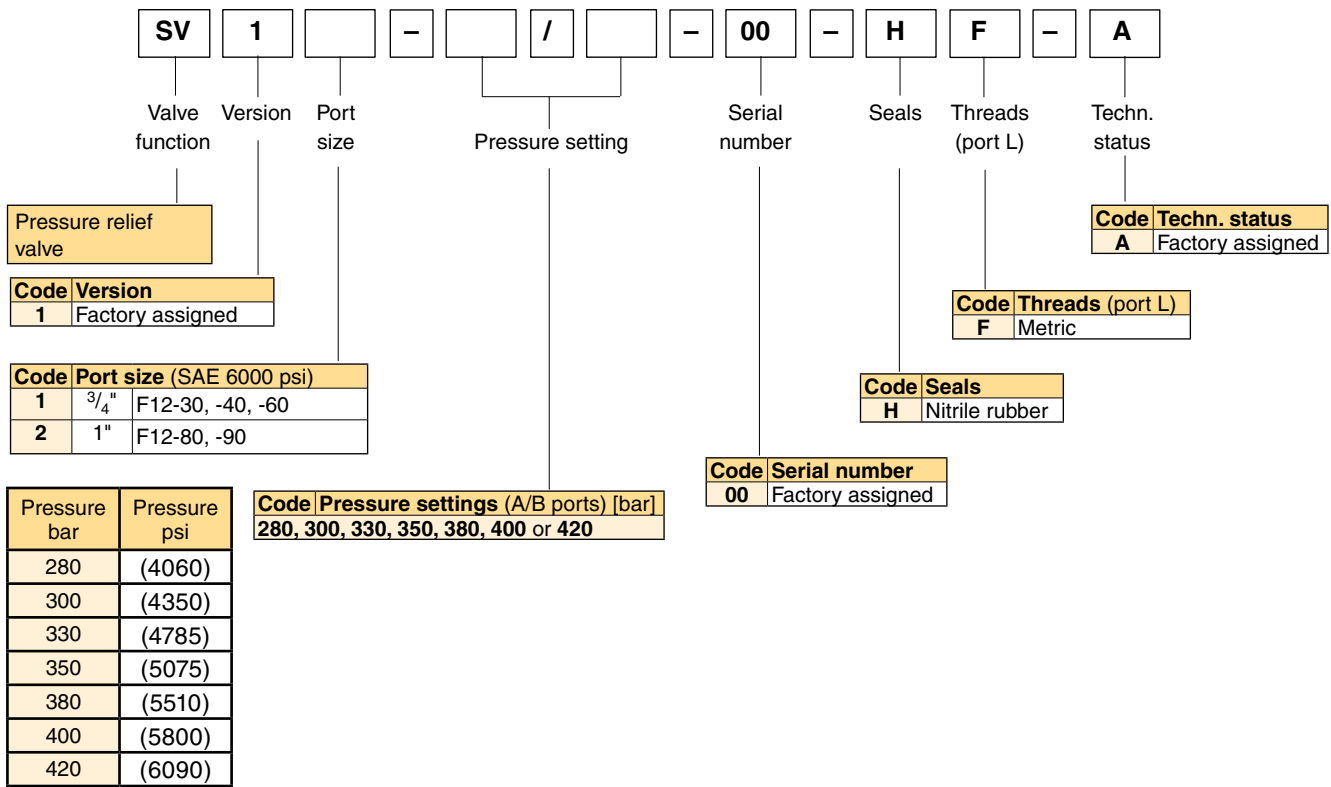 SV 1 – / – 00 – H F – A
Valve function
Version
Port size
Pressure setting
Serial number
Seals
Threads (port L)
Techn. status
Pressure relief
valve
Code Version
1 Factory assigned
Code Port size (SAE 6000 psi)
1 3/4" F12-30, -40, -60
2 1" F12-80, -90
Code Pressure settings (A/B ports) [bar]
280, 300, 330, 350, 380, 400 or 420
Code Serial number
00 Factory assigned
Code Seals
H Nitrile rubber
Code Threads (port L)
F Metric
Code Techn. status
A Factory assigned
Pressure bar Pressure psi
280 (4060)
300 (4350)
330 (4785)
350 (5075)
380 (5510)
400 (5800)
420 (6090)